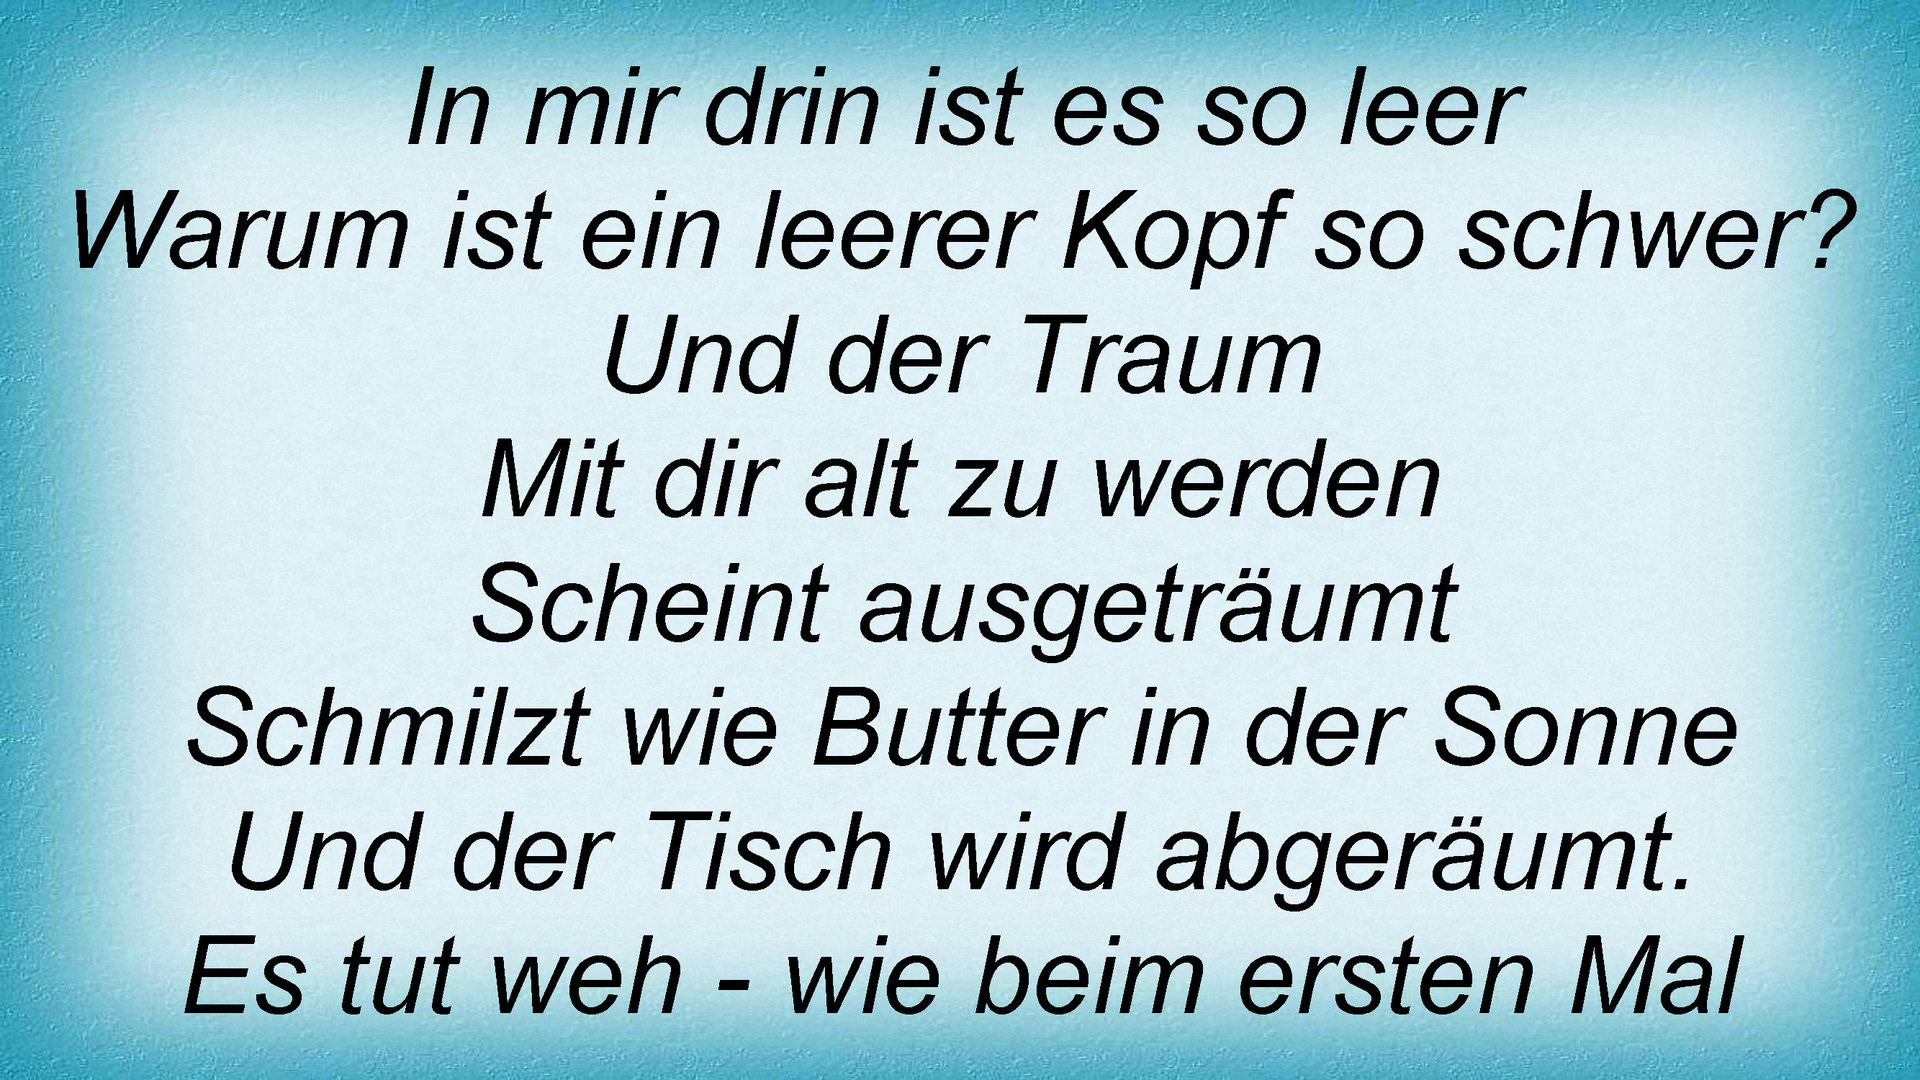 In mir drin ist es so leer
Warum ist ein leerer Kopf so schwer?
Und der Traum
Mit dir alt zu werden
Scheint ausgeträumt
Schmilzt wie Butter in der Sonne
Und der Tisch wird abgeräumt.
Es tut weh - wie beim ersten Mal